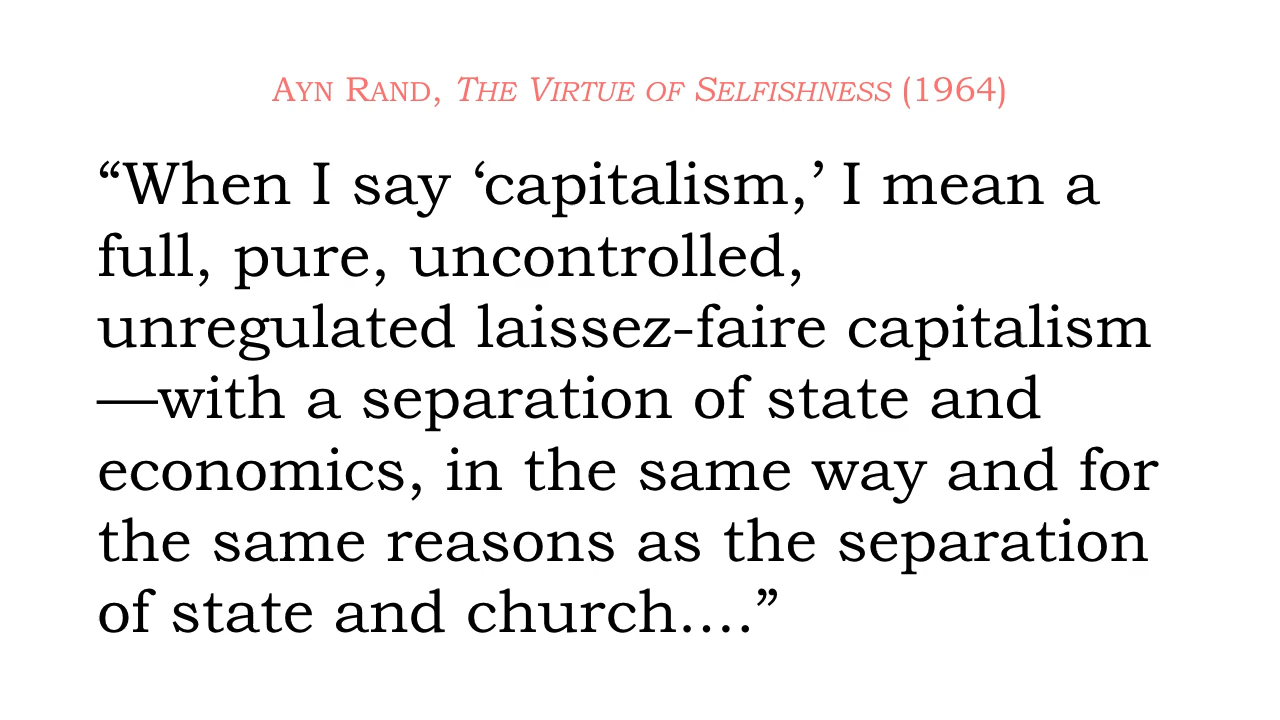 AYN RAND, THE VIRTUE OF SELFISHNESS (1964)
“When I say ‘capitalism,’ I mean a
full, pure, uncontrolled,
unregulated laissez-faire capitalism
—with a separation of state and
economics, in the same way and for
the same reasons as the separation
of state and church....”